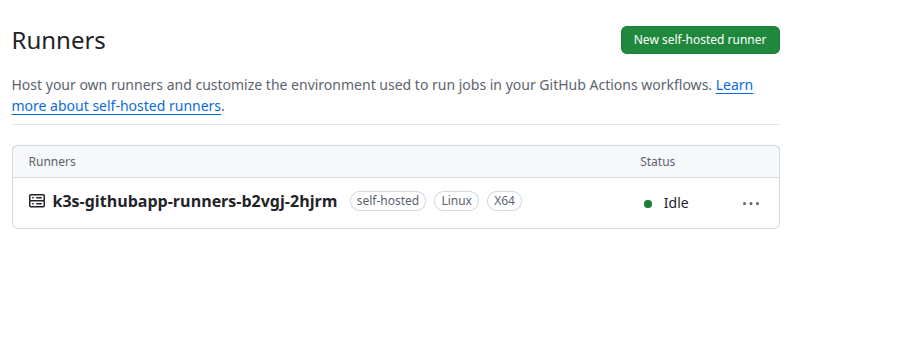 Runners
New self-hosted runner
Host your own runners and customize the environment used to run jobs in your GitHub Actions workflows. Learn
more about self-hosted runners.
Runners Status
k3s-githubapp-runners-b2vgj-2hjrm self-hosted Linux X64 Idle